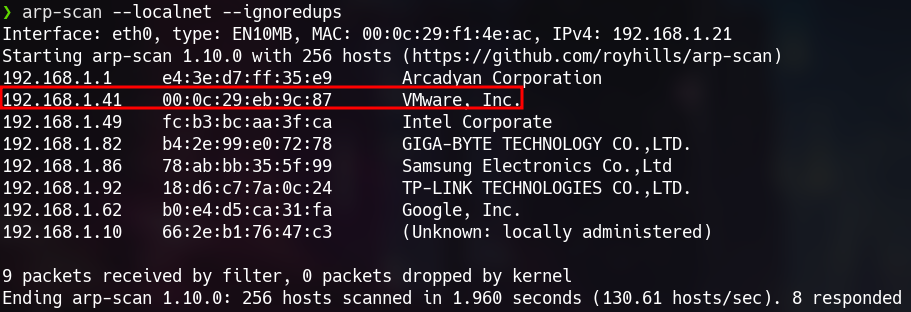 ❯ arp-scan --localnet --ignoredups
Interface: eth0, type: EN10MB, MAC: 00:0c:29:f1:4e:ac, IPv4: 192.168.1.21
Starting arp-scan 1.10.0 with 256 hosts (https://github.com/royhills/arp-scan)
192.168.1.1 e4:3e:d7:ff:35:e9 Arcadyan Corporation
192.168.1.41 00:0c:29:eb:9c:87 VMware, Inc.
192.168.1.49 fc:b3:bc:aa:3f:ca Intel Corporate
192.168.1.82 b4:2e:99:e0:72:78 GIGA-BYTE TECHNOLOGY CO.,LTD.
192.168.1.86 78:ab:bb:35:5f:99 Samsung Electronics Co.,Ltd
192.168.1.92 18:d6:c7:7a:0c:24 TP-LINK TECHNOLOGIES CO.,LTD.
192.168.1.62 b0:e4:d5:ca:31:fa Google, Inc.
192.168.1.10 66:2e:b1:76:47:c3 (Unknown: locally administered)
9 packets received by filter, 0 packets dropped by kernel
Ending arp-scan 1.10.0: 256 hosts scanned in 1.960 seconds (130.61 hosts/sec). 8 responded